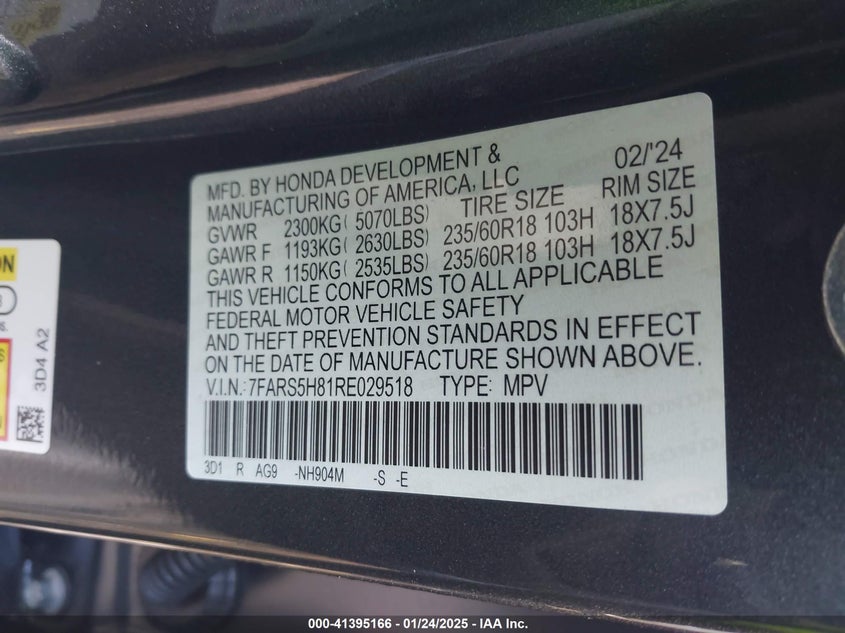 MFD. BY HONDA DEVELOPMENT & 02/'24
MANUFACTURING OF AMERICA, LLC TIRE SIZE RIM SIZE
GVWR 2300KG( 5070LBS)
GAWR F 1193KG( 2630LBS) 235/60R18 103H 18X7.5J
GAWR R 1150KG( 2535LBS) 235/60R18 103H 18X7.5J
THIS VEHICLE CONFORMS TO ALL APPLICABLE
FEDERAL MOTOR VEHICLE SAFETY
AND THEFT PREVENTION STANDARDS IN EFFECT
ON THE DATE OF MANUFACTURE SHOWN ABOVE.
V.I.N.: 7FARS5H81RE029518 TYPE: MPV
3D1 R AG9 -NH904M -S -E
3D4 A2
000-41395166 - 01/24/2025 - IAA Inc.